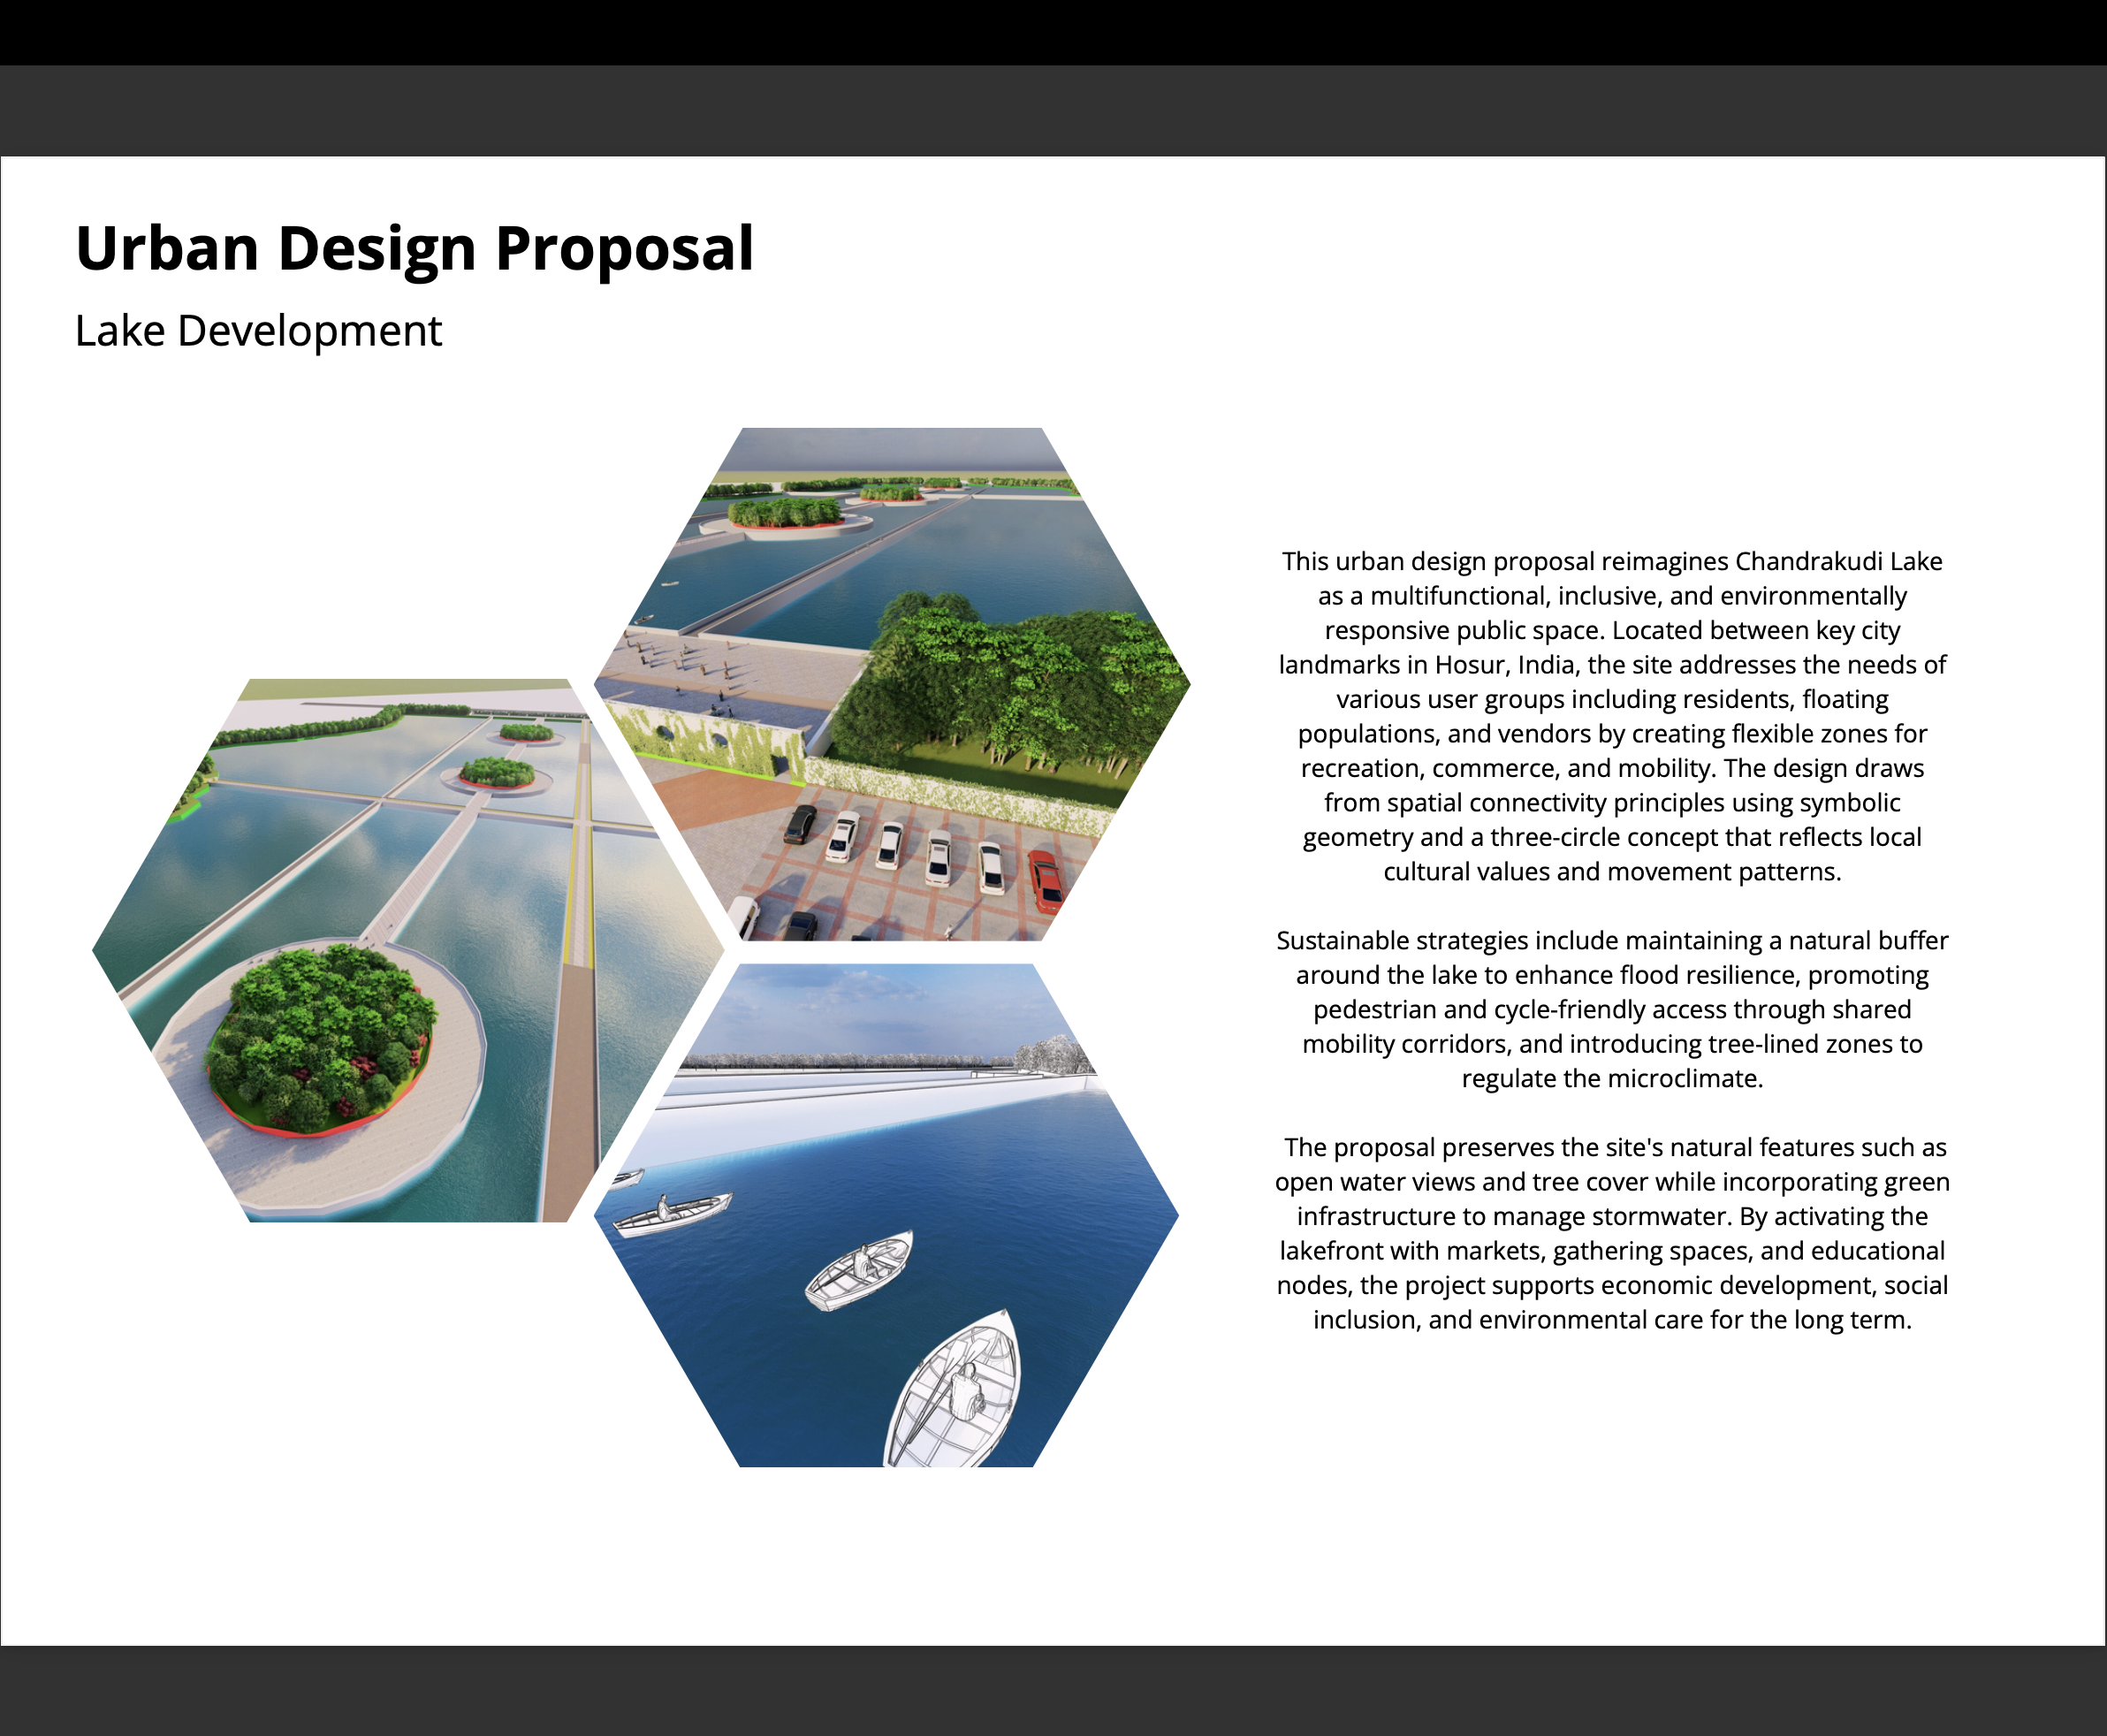 Urban Design Proposal
Lake Development
This urban design proposal reimagines Chandrakudi Lake
as a multifunctional, inclusive, and environmentally
responsive public space. Located between key city
landmarks in Hosur, India, the site addresses the needs of
various user groups including residents, floating
populations, and vendors by creating flexible zones for
recreation, commerce, and mobility. The design draws
from spatial connectivity principles using symbolic
geometry and a three-circle concept that reflects local
cultural values and movement patterns.
Sustainable strategies include maintaining a natural buffer
around the lake to enhance flood resilience, promoting
pedestrian and cycle-friendly access through shared
mobility corridors, and introducing tree-lined zones to
regulate the microclimate.
The proposal preserves the site's natural features such as
open water views and tree cover while incorporating green
infrastructure to manage stormwater. By activating the
lakefront with markets, gathering spaces, and educational
nodes, the project supports economic development, social
inclusion, and environmental care for the long term.